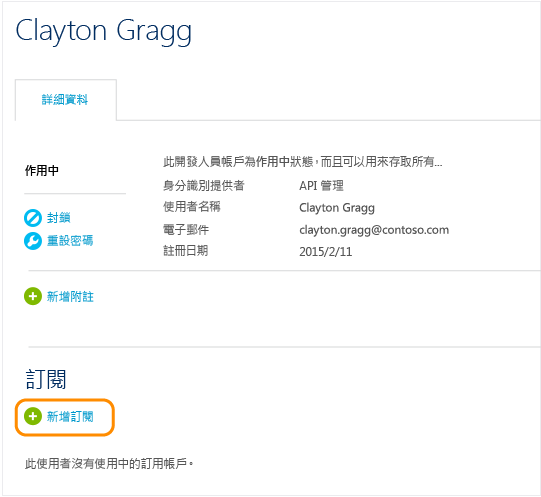 Clayton Gragg
詳細資料
作用中
此開發人員帳戶為作用中狀態，而且可以用來存取所有...
身分識別提供者 API 管理
使用者名稱 Clayton Gragg
封鎖
電子郵件 clayton.gragg@contoso.com
重設密碼
註冊日期 2015/2/11
新增附註
訂閱
新增訂閱
此使用者沒有使用中的訂用帳戶。